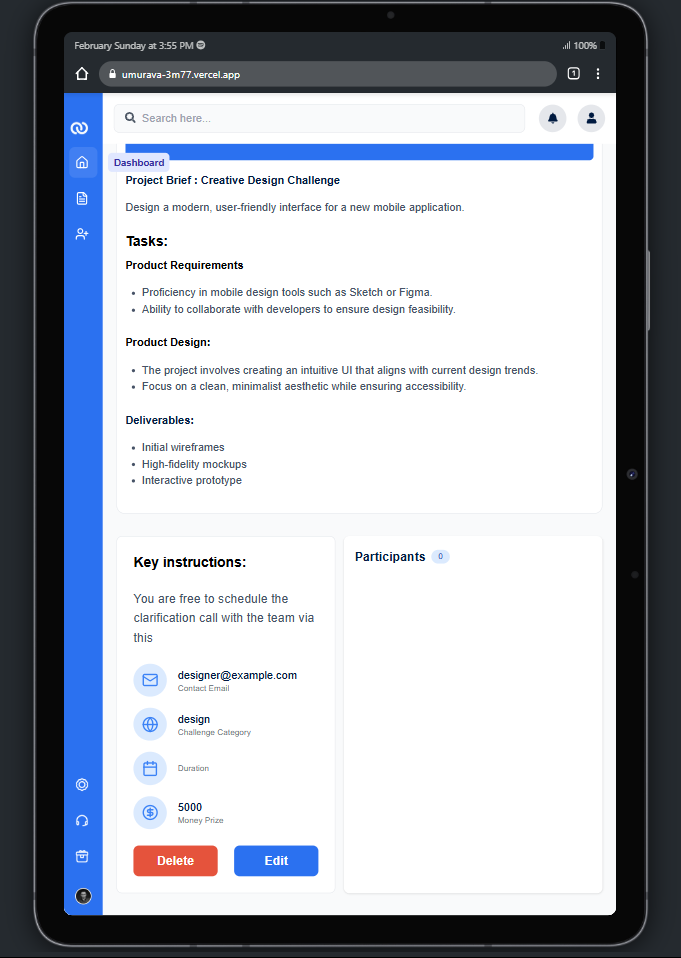 February Sunday at 3:55 PM
100%
umurava-3m77.vercel.app
1
Search here...
Dashboard
Project Brief : Creative Design Challenge
Design a modern, user-friendly interface for a new mobile application.
Tasks:
Product Requirements
• Proficiency in mobile design tools such as Sketch or Figma.
• Ability to collaborate with developers to ensure design feasibility.
Product Design:
• The project involves creating an intuitive UI that aligns with current design trends.
• Focus on a clean, minimalist aesthetic while ensuring accessibility.
Deliverables:
• Initial wireframes
• High-fidelity mockups
• Interactive prototype
Key instructions:
You are free to schedule the
clarification call with the team via
this
designer@example.com
Contact Email
design
Challenge Category
Duration
5000
Money Prize
Delete
Edit
Participants 0